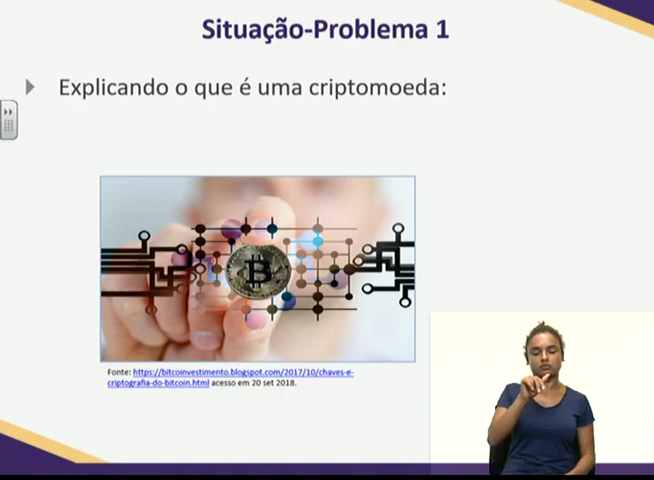 Situação-Problema 1
Explicando o que é uma criptomoeda:
Fonte: https://bitcoinvestimento.blogspot.com/2017/10/chaves-e-
criptografia-do-bitcoin.html acesso em 20 set 2018.